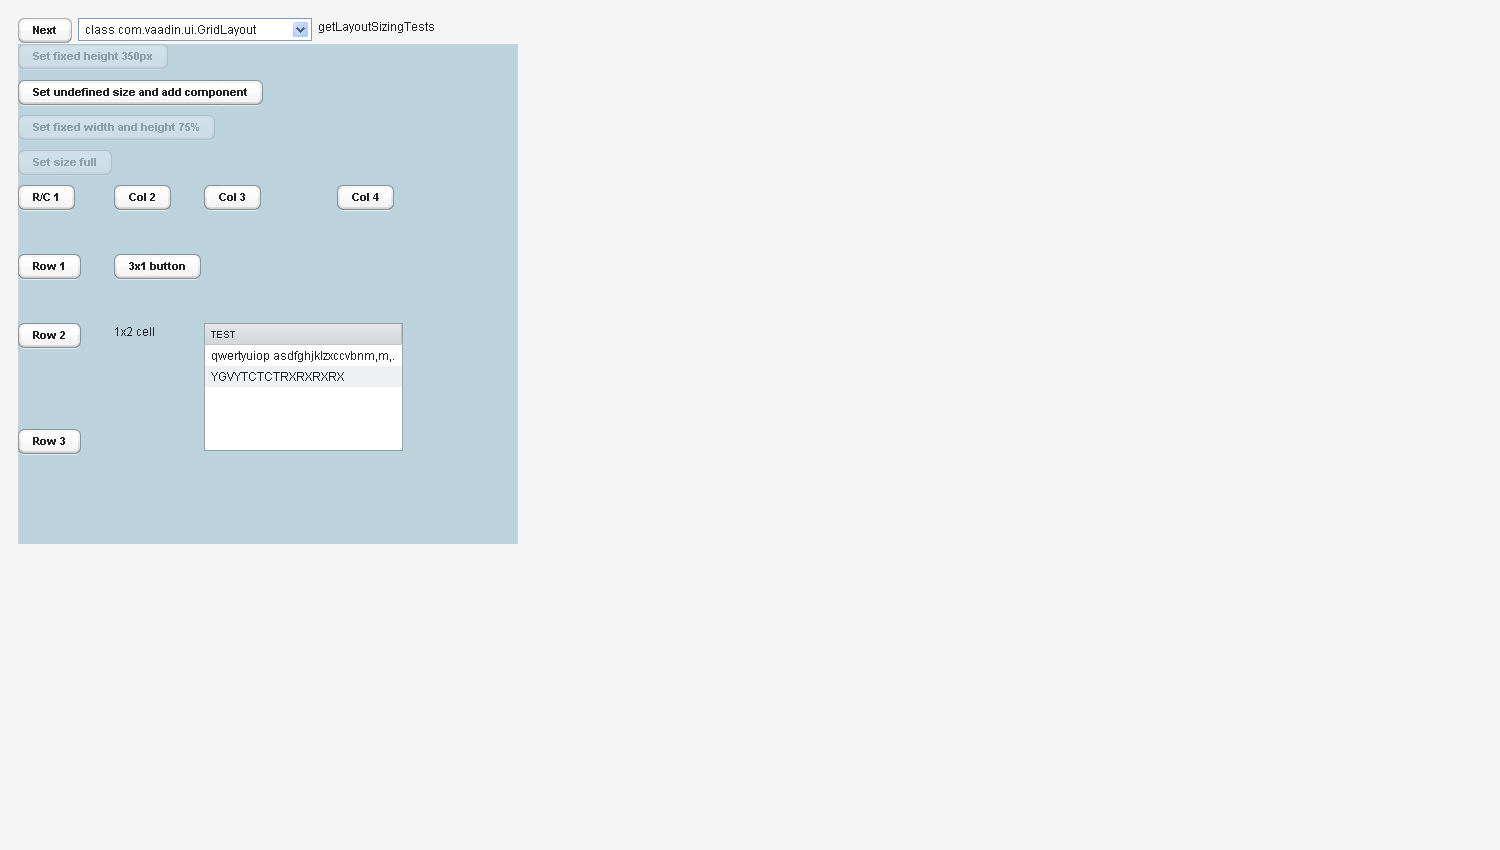 Next class com.vaadin.ui.GridLayout getLayoutSizingTests
Set fixed height 350px
Set undefined size and add component
Set fixed width and height 75%
Set size full
R/C 1 Col 2 Col 3 Col 4
Row 1 3x1 button
Row 2 1x2 cell TEST
qwertyuiop asdfghjklzxccvbnm,m,.
YGVYTCTCTRXRXRXRX
Row 3